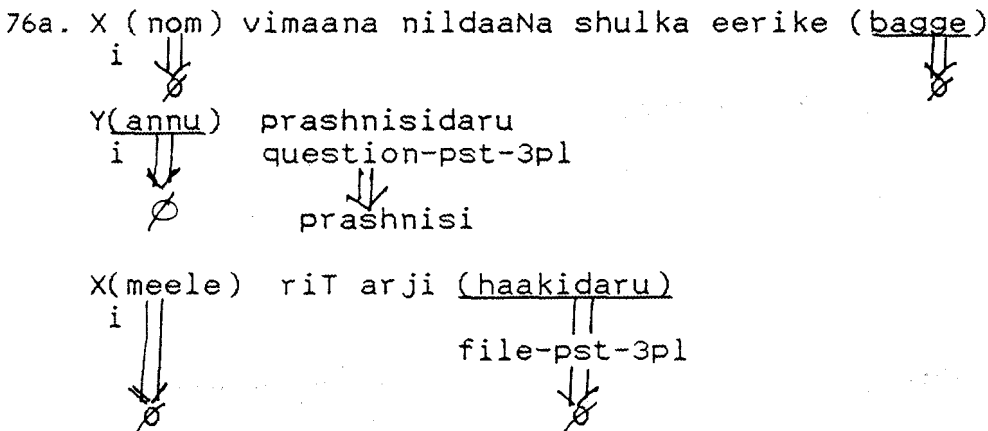 76a. X (nom) vimaana nildaaNa shulka eerike (bagge)
i
ø ø
Y(annu) prashnisidaru
i question-pst-3pl
ø
prashnisi
X(meele) riT arji (haakidaru)
i
file-pst-3pl
ø ø